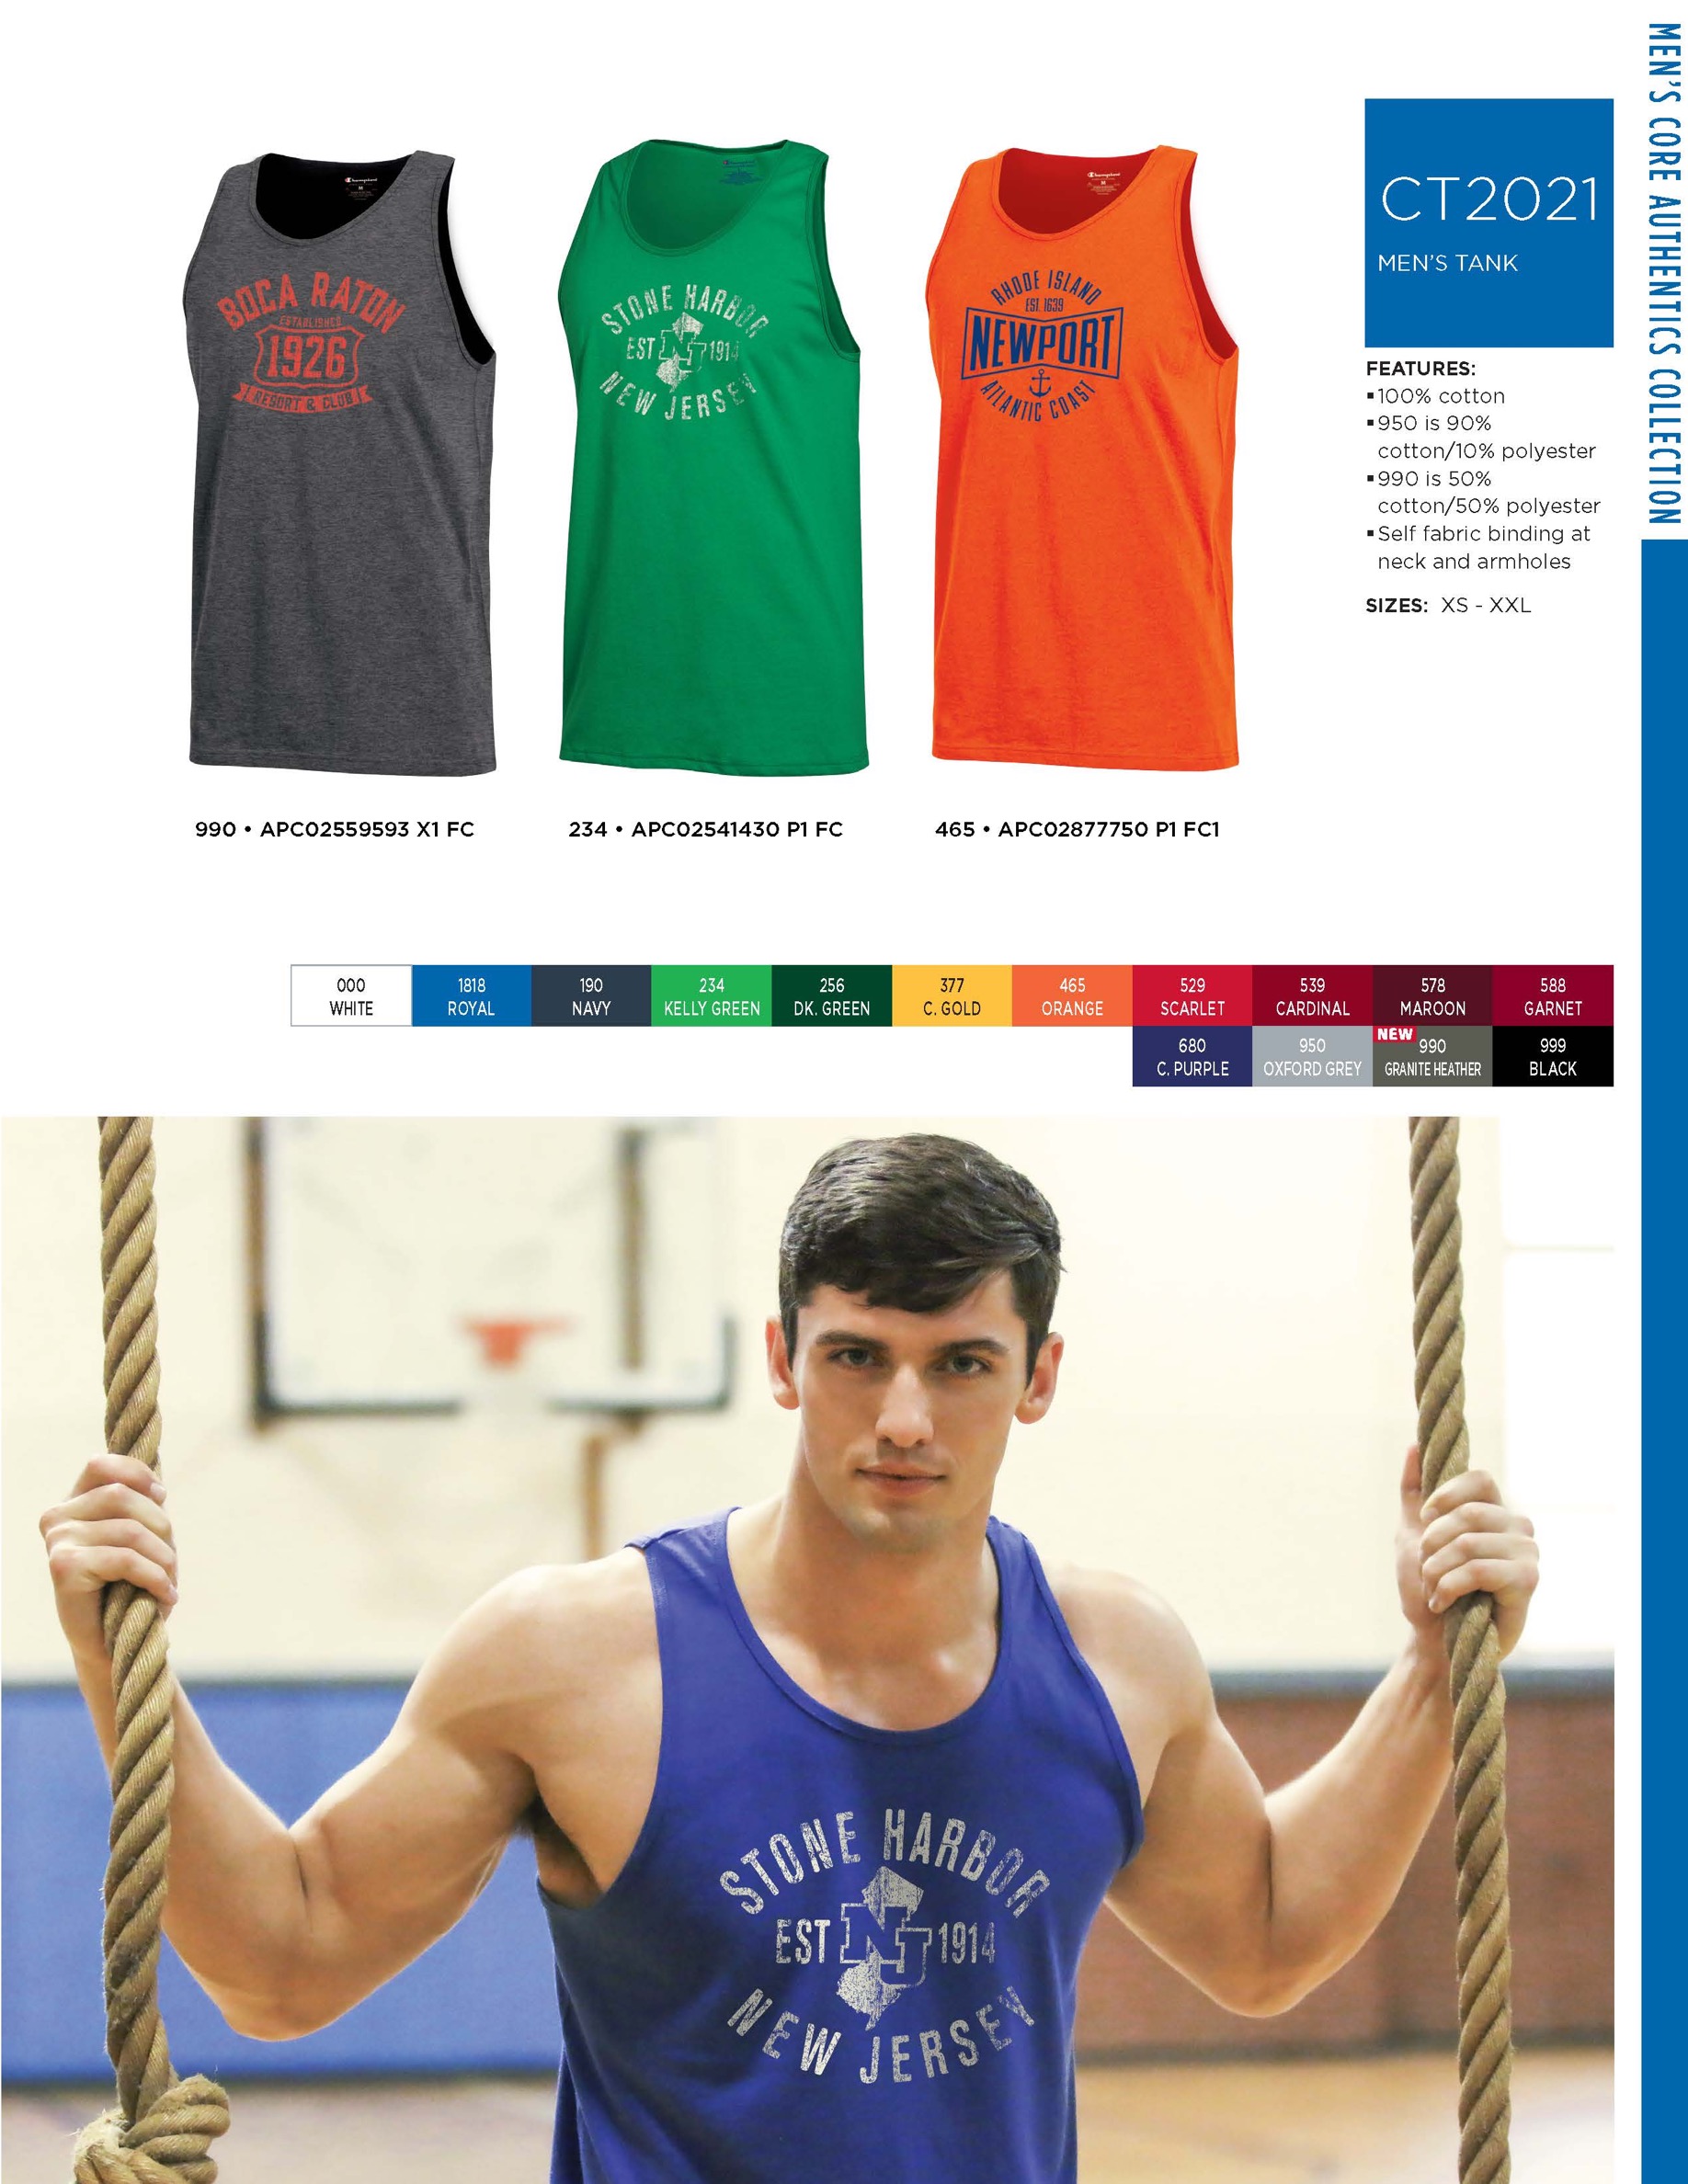 MEN'S CORE AUTHENTICS COLLECTION
CT2021
MEN'S TANK
FEATURES:
▪ 100% cotton
▪ 950 is 90%
cotton/10% polyester
▪ 990 is 50%
cotton/50% polyester
▪ Self fabric binding at
neck and armholes
SIZES: XS - XXL
Champion
M
BOCA RATON
ESTABLISHED
1926
RESORT & CLUB
Champion
STONE HARBOR
EST NJ 1914
NEW JERSEY
Champion
M
RHODE ISLAND
EST. 1639
NEWPORT
ATLANTIC COAST
990 • APC02559593 X1 FC
234 • APC02541430 P1 FC
465 • APC02877750 P1 FC1
000
WHITE
1818
ROYAL
190
NAVY
234
KELLY GREEN
256
DK. GREEN
377
C. GOLD
465
ORANGE
529
SCARLET
539
CARDINAL
578
MAROON
588
GARNET
680
C. PURPLE
950
OXFORD GREY
NEW
990
GRANITE HEATHER
999
BLACK
STONE HARBOR
EST NJ 1914
NEW JERSEY